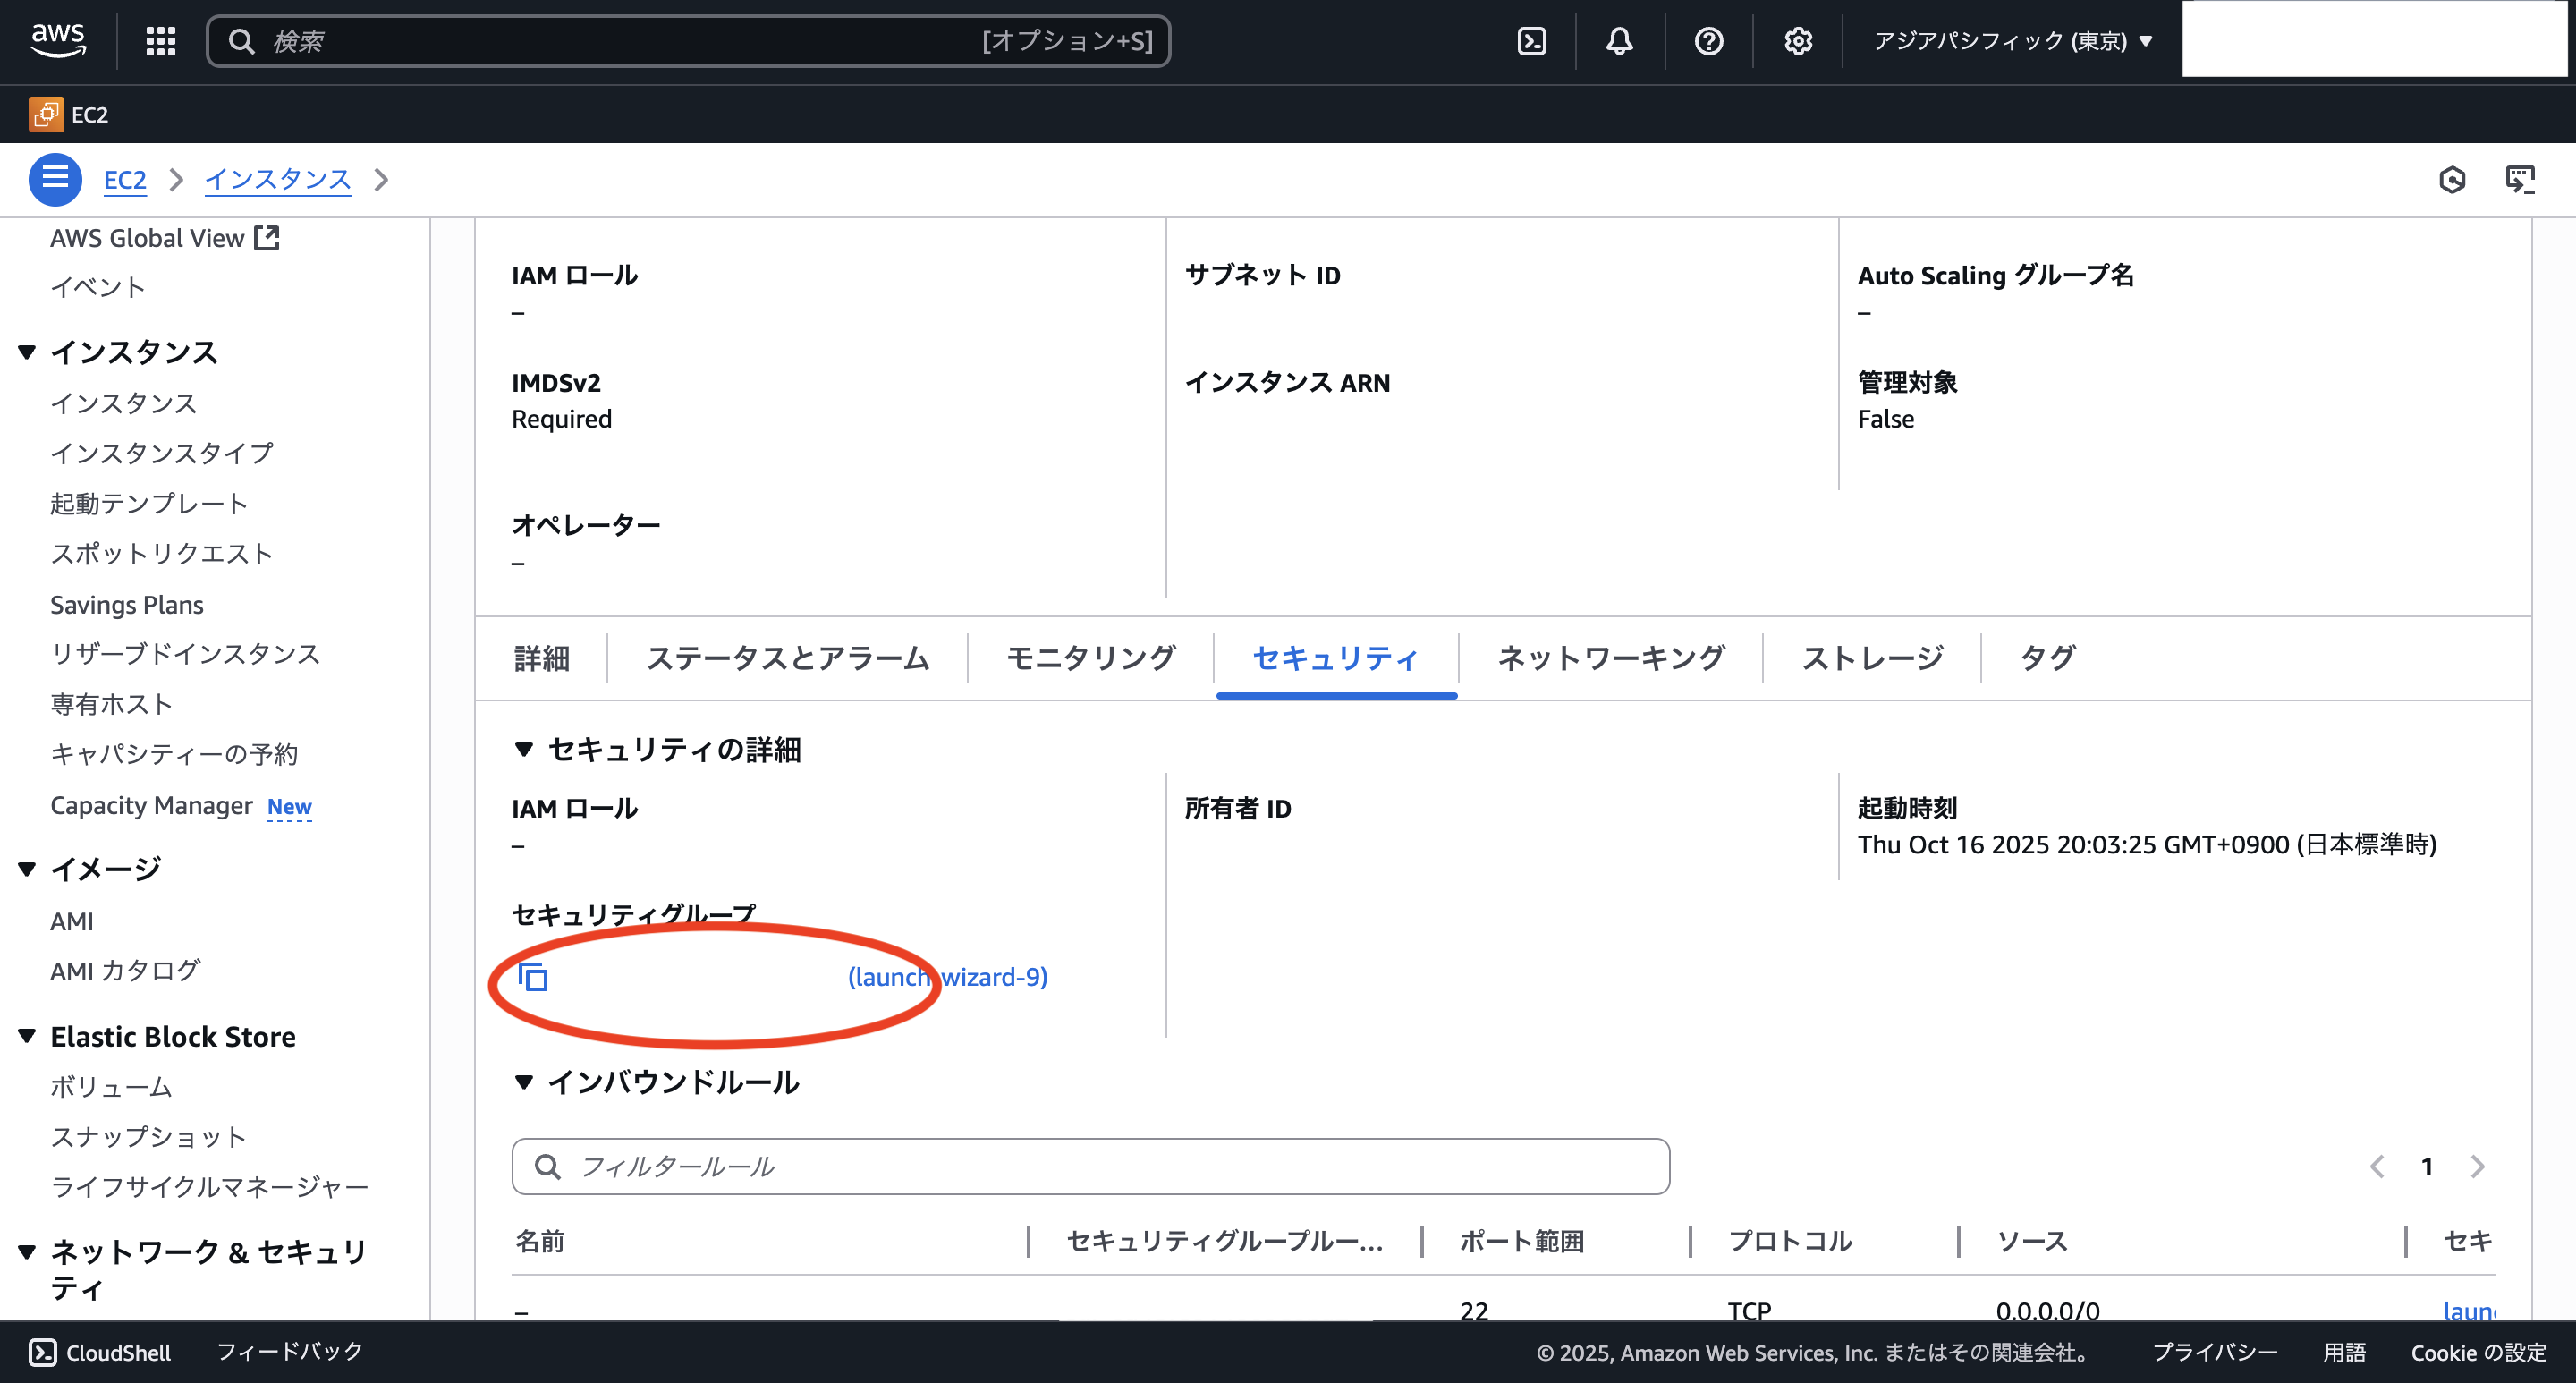 aws
検索
[オプション+S]
アジアパシフィック (東京)
EC2
EC2
インスタンス
AWS Global View
イベント
インスタンス
インスタンス
インスタンスタイプ
起動テンプレート
スポットリクエスト
Savings Plans
リザーブドインスタンス
専有ホスト
キャパシティーの予約
Capacity Manager New
イメージ
AMI
AMI カタログ
Elastic Block Store
ボリューム
スナップショット
ライフサイクルマネージャー
ネットワーク & セキュリ
ティ
IAM ロール
–
サブネット ID
Auto Scaling グループ名
–
IMDSv2
Required
インスタンス ARN
管理対象
False
オペレーター
–
詳細
ステータスとアラーム
モニタリング
セキュリティ
ネットワーキング
ストレージ
タグ
セキュリティの詳細
IAM ロール
–
所有者 ID
起動時刻
Thu Oct 16 2025 20:03:25 GMT+0900 (日本標準時)
セキュリティグループ
(launch-wizard-9)
インバウンドルール
フィルタールール
1
名前
セキュリティグループルー...
ポート範囲
プロトコル
ソース
セキ
–
22
TCP
0.0.0.0/0
laun
CloudShell
フィードバック
© 2025, Amazon Web Services, Inc. またはその関連会社。
プライバシー
用語
Cookie の設定